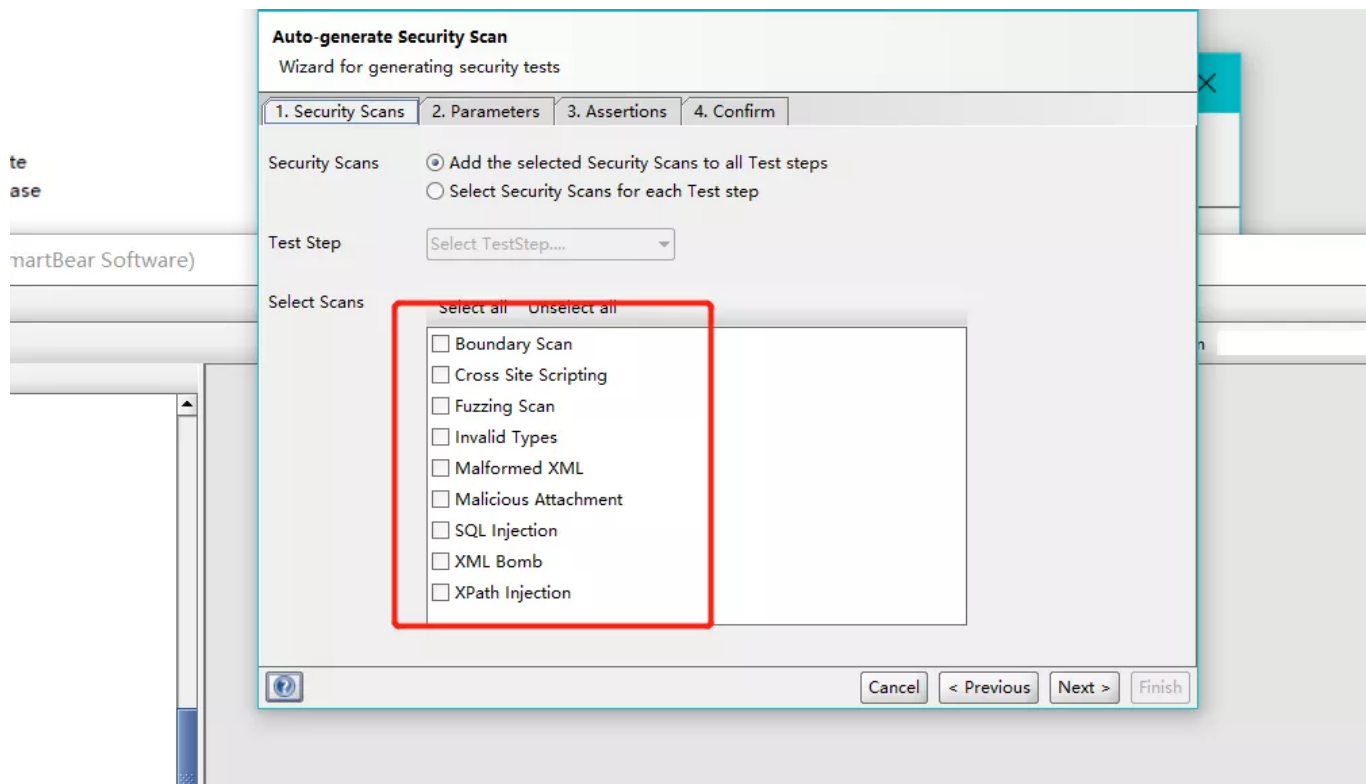 Auto-generate Security Scan
Wizard for generating security tests
1. Security Scans 2. Parameters 3. Assertions 4. Confirm
te
ase
Security Scans
Add the selected Security Scans to all Test steps
Select Security Scans for each Test step
Test Step Select TestStep....
martBear Software)
Select Scans
Select all Unselect all
Boundary Scan
Cross Site Scripting
Fuzzing Scan
Invalid Types
Malformed XML
Malicious Attachment
SQL Injection
XML Bomb
XPath Injection
Cancel < Previous Next > Finish